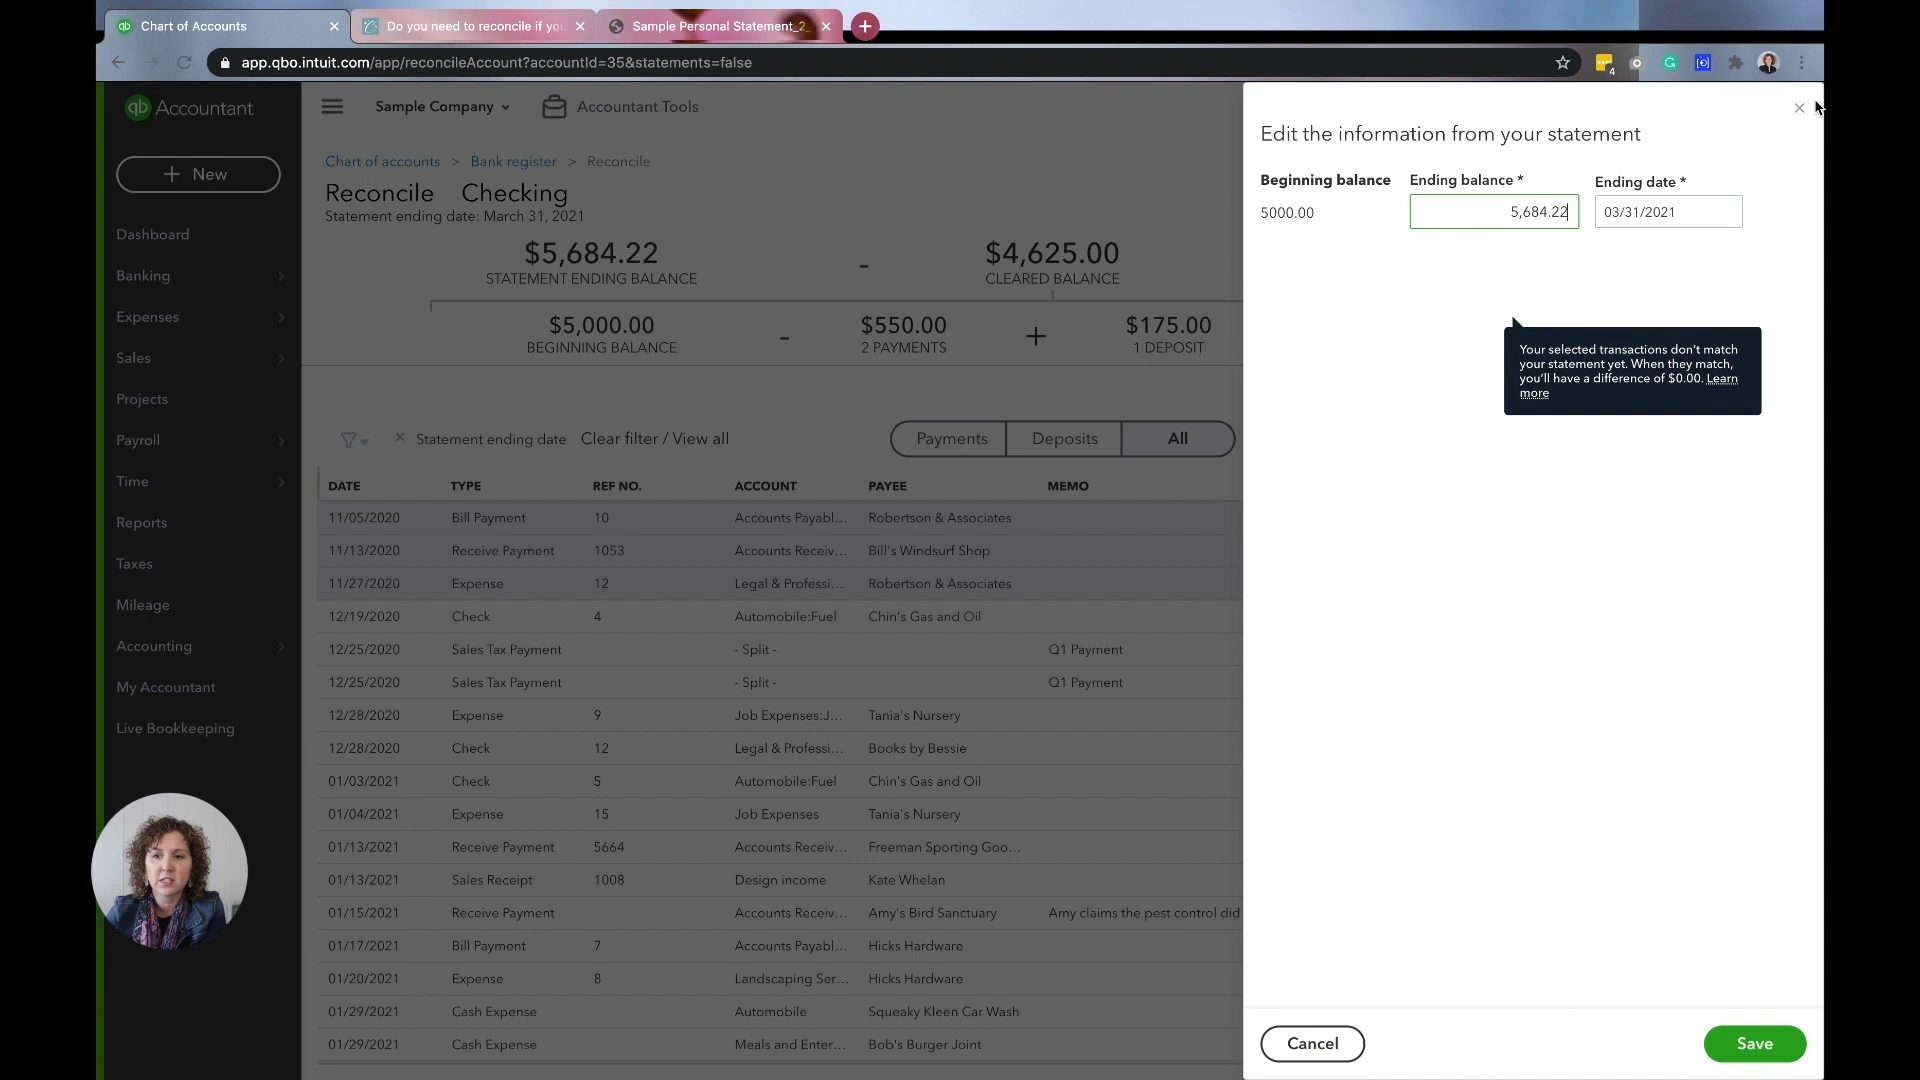 Chart of Accounts
Do you need to reconcile if you
Sample Personal Statement_2
app.qbo.intuit.com/app/reconcileAccount?accountId=35&statements=false
4
qb Accountant
Sample Company
Accountant Tools
+ New
Dashboard
Banking
Expenses
Sales
Projects
Payroll
Time
Reports
Taxes
Mileage
Accounting
My Accountant
Live Bookkeeping
Chart of accounts > Bank register > Reconcile
Reconcile Checking
Statement ending date: March 31, 2021
$5,684.22 - $4,625.00
STATEMENT ENDING BALANCE CLEARED BALANCE
$5,000.00 - $550.00 + $175.00
BEGINNING BALANCE 2 PAYMENTS 1 DEPOSIT
Statement ending date Clear filter / View all
Payments Deposits All
DATE TYPE REF NO. ACCOUNT PAYEE MEMO
11/05/2020 Bill Payment 10 Accounts Payabl... Robertson & Associates
11/13/2020 Receive Payment 1053 Accounts Receiv... Bill's Windsurf Shop
11/27/2020 Expense 12 Legal & Professi... Robertson & Associates
12/19/2020 Check 4 Automobile:Fuel Chin's Gas and Oil
12/25/2020 Sales Tax Payment - Split - Q1 Payment
12/25/2020 Sales Tax Payment - Split - Q1 Payment
12/28/2020 Expense 9 Job Expenses:J... Tania's Nursery
12/28/2020 Check 12 Legal & Professi... Books by Bessie
01/03/2021 Check 5 Automobile:Fuel Chin's Gas and Oil
01/04/2021 Expense 15 Job Expenses Tania's Nursery
01/13/2021 Receive Payment 5664 Accounts Receiv... Freeman Sporting Goo...
01/13/2021 Sales Receipt 1008 Design income Kate Whelan
01/15/2021 Receive Payment Accounts Receiv... Amy's Bird Sanctuary Amy claims the pest control did
01/17/2021 Bill Payment 7 Accounts Payabl... Hicks Hardware
01/20/2021 Expense 8 Landscaping Ser... Hicks Hardware
01/29/2021 Cash Expense Automobile Squeaky Kleen Car Wash
01/29/2021 Cash Expense Meals and Enter... Bob's Burger Joint
Edit the information from your statement
Beginning balance Ending balance * Ending date *
5000.00 5,684.22 03/31/2021
Your selected transactions don't match
your statement yet. When they match,
you'll have a difference of $0.00. Learn
more
Cancel Save